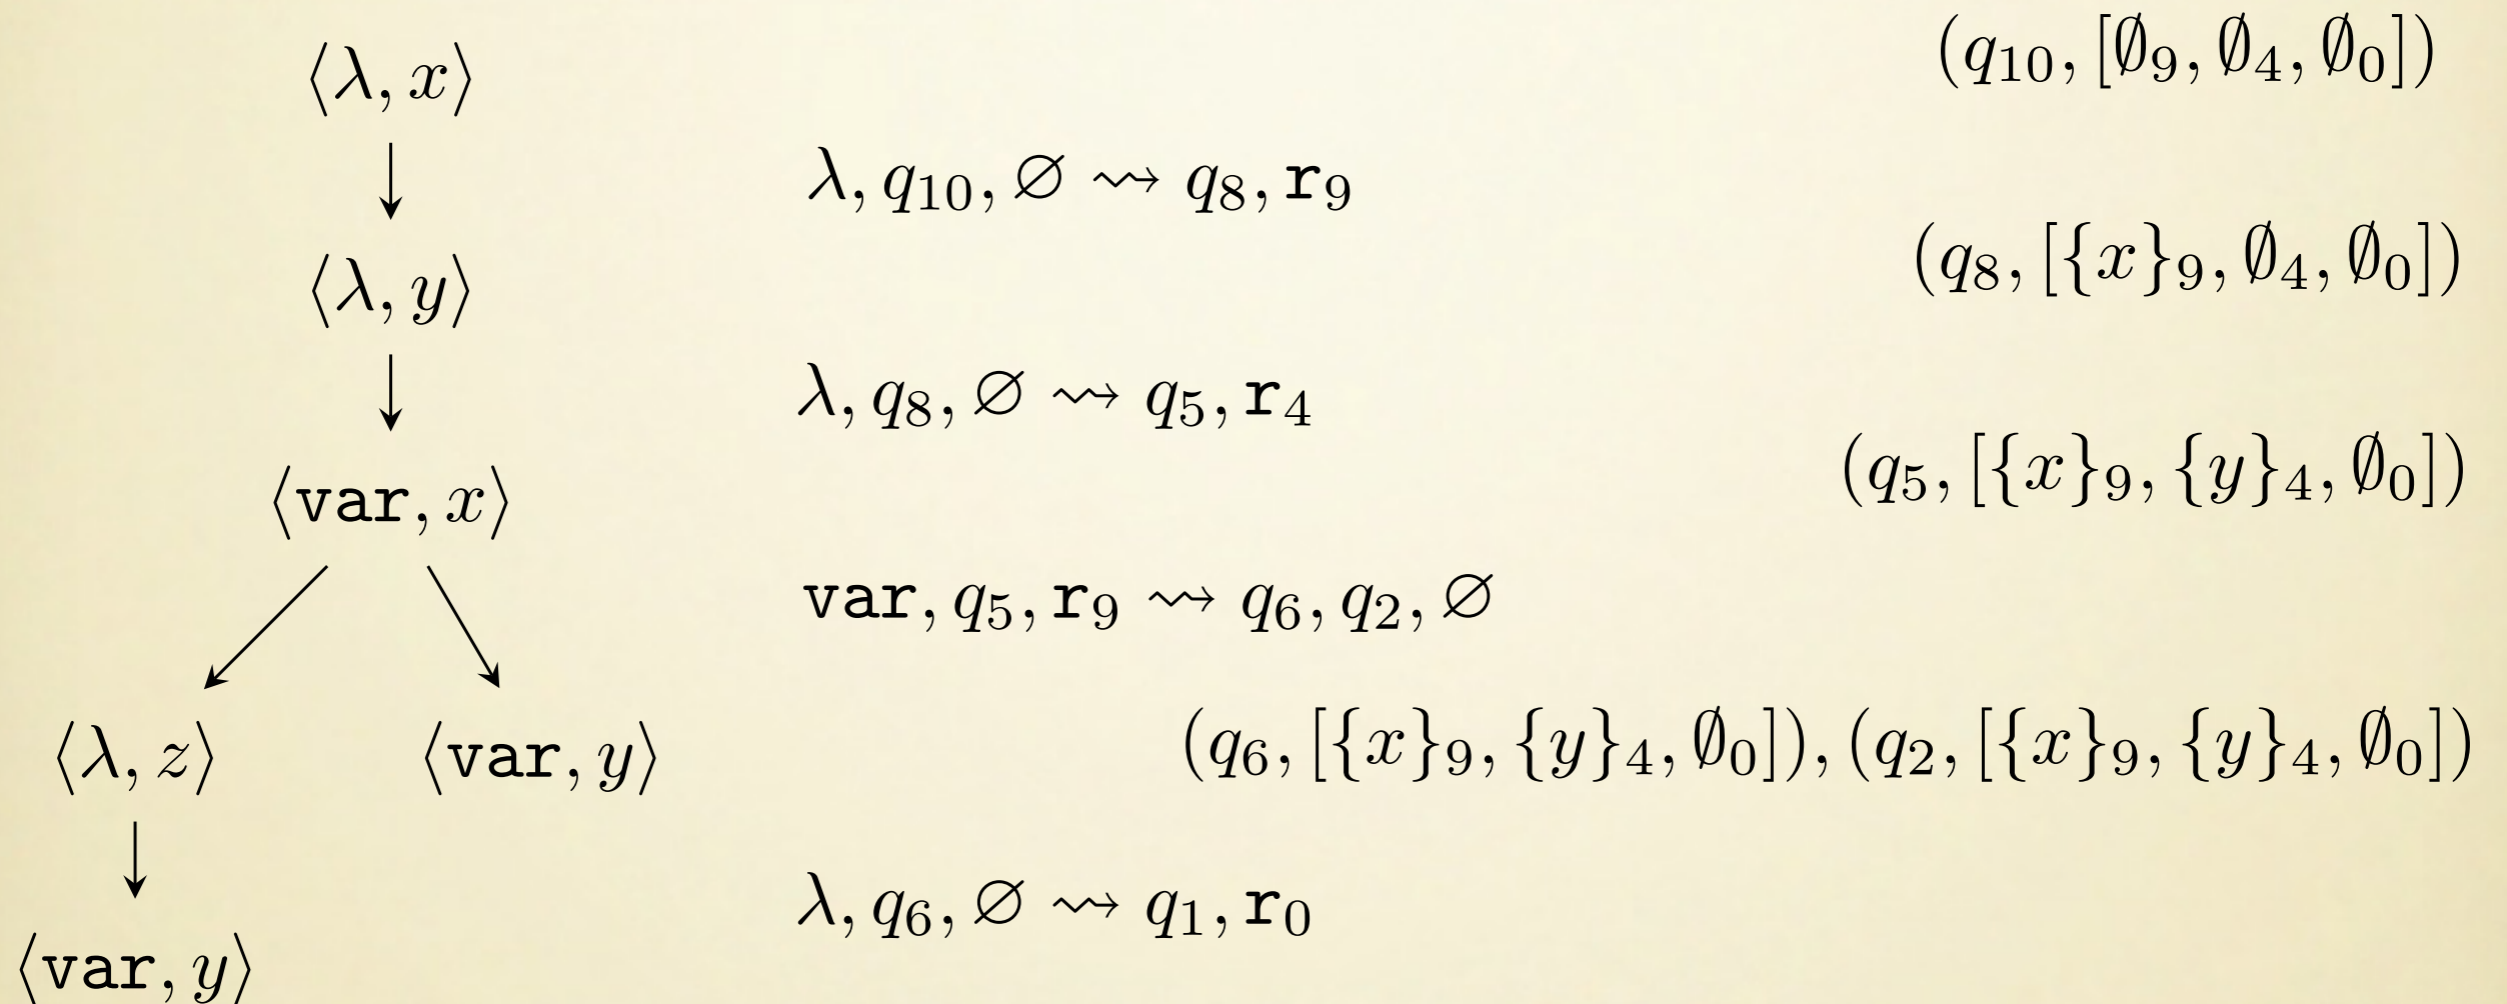 ⟨λ, x⟩ (q₁₀, [∅₉, ∅₄, ∅₀])
λ, q₁₀, ∅ ⇝ q₈, r₉
⟨λ, y⟩ (q₈, [{x}₉, ∅₄, ∅₀])
λ, q₈, ∅ ⇝ q₅, r₄
⟨var, x⟩ (q₅, [{x}₉, {y}₄, ∅₀])
var, q₅, r₉ ⇝ q₆, q₂, ∅
⟨λ, z⟩ ⟨var, y⟩ (q₆, [{x}₉, {y}₄, ∅₀]), (q₂, [{x}₉, {y}₄, ∅₀])
λ, q₆, ∅ ⇝ q₁, r₀
⟨var, y⟩